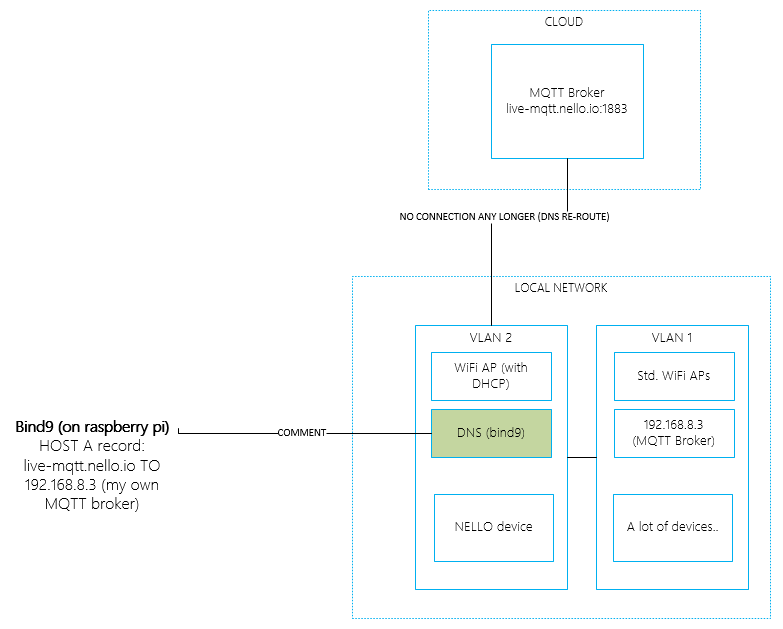 CLOUD
MQTT Broker
live-mqtt.nello.io:1883
NO CONNECTION ANY LONGER (DNS RE-ROUTE)
LOCAL NETWORK
VLAN 2
WiFi AP (with
DHCP)
DNS (bind9)
NELLO device
VLAN 1
Std. WiFi APs
192.168.8.3
(MQTT Broker)
A lot of devices..
COMMENT
Bind9 (on raspberry pi)
HOST A record:
live-mqtt.nello.io TO
192.168.8.3 (my own
MQTT broker)